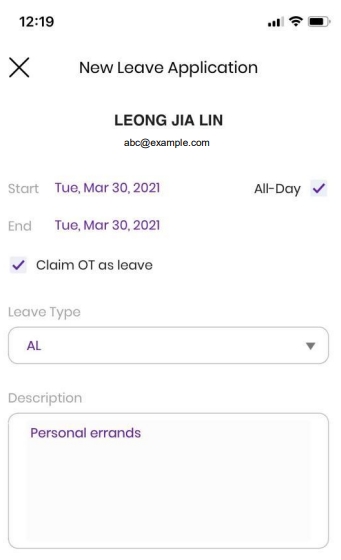 12:19
New Leave Application
LEONG JIA LIN
abc@example.com
Start Tue, Mar 30, 2021 All-Day
End Tue, Mar 30, 2021
Claim OT as leave
Leave Type
AL
Description
Personal errands